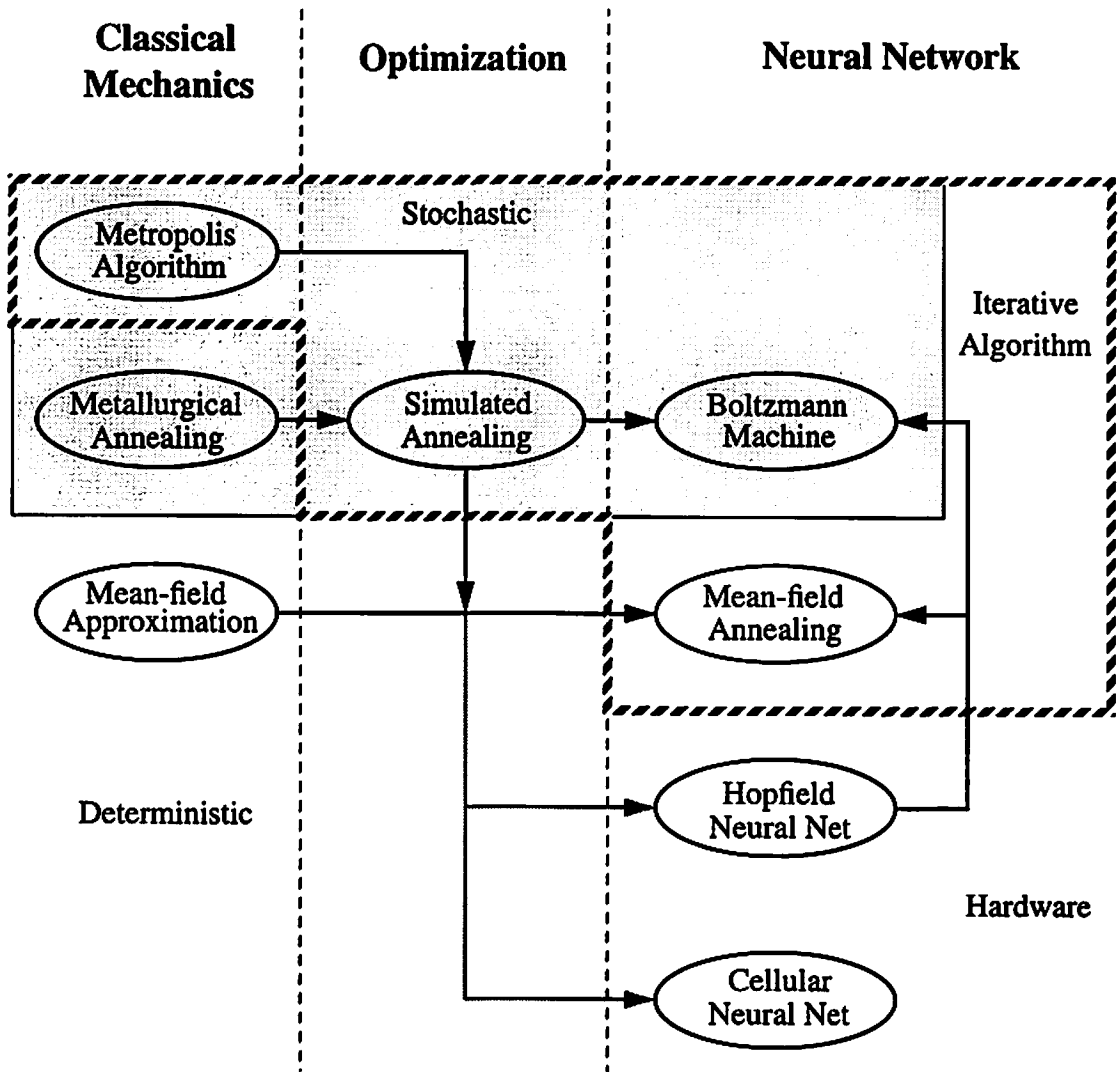 Classical
Mechanics
Optimization
Neural Network
Stochastic
Metropolis
Algorithm
Iterative
Algorithm
Metallurgical
Annealing
Simulated
Annealing
Boltzmann
Machine
Mean-field
Approximation
Mean-field
Annealing
Deterministic
Hopfield
Neural Net
Hardware
Cellular
Neural Net